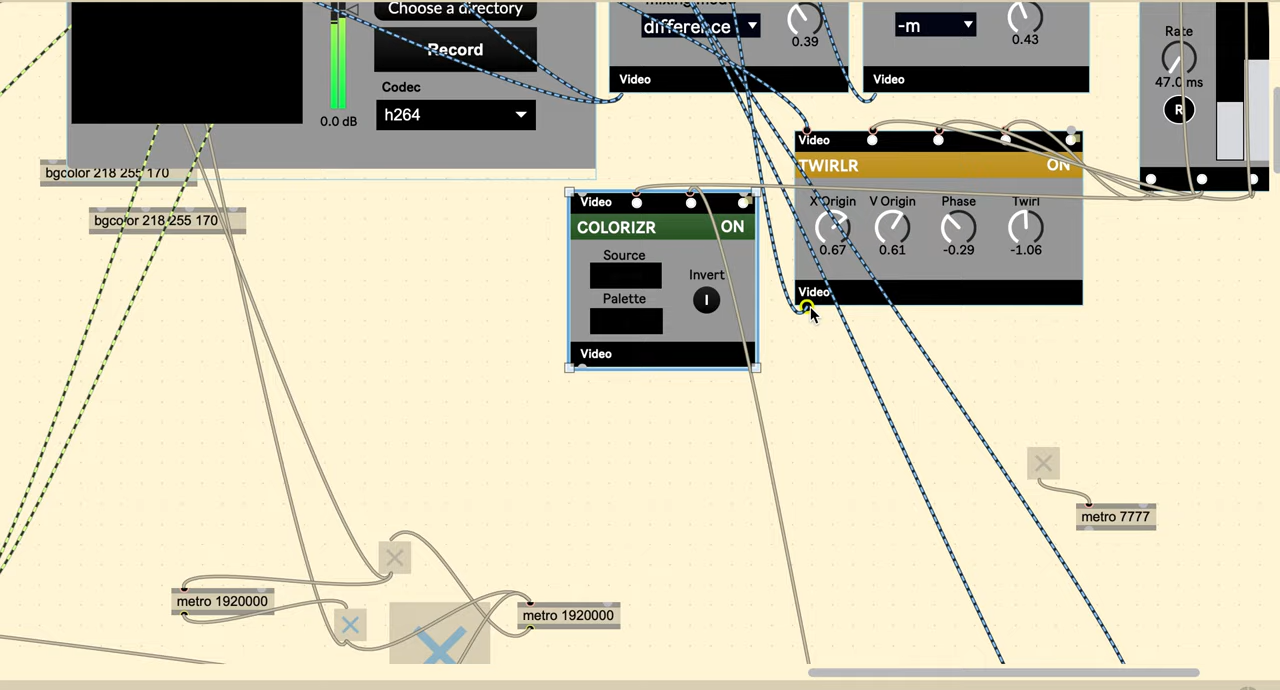 Choose a directory
Record
Codec
h264
0.0 dB
difference
0.39
Video
-m
0.43
Video
Rate
47.0 ms
R
bgcolor 218 255 170
bgcolor 218 255 170
Video
TWIRLR
ON
X Origin
V Origin
Phase
Twirl
0.67
0.61
-0.29
-1.06
Video
Video
COLORIZR
ON
Source
Palette
Invert
I
Video
metro 7777
metro 1920000
metro 1920000